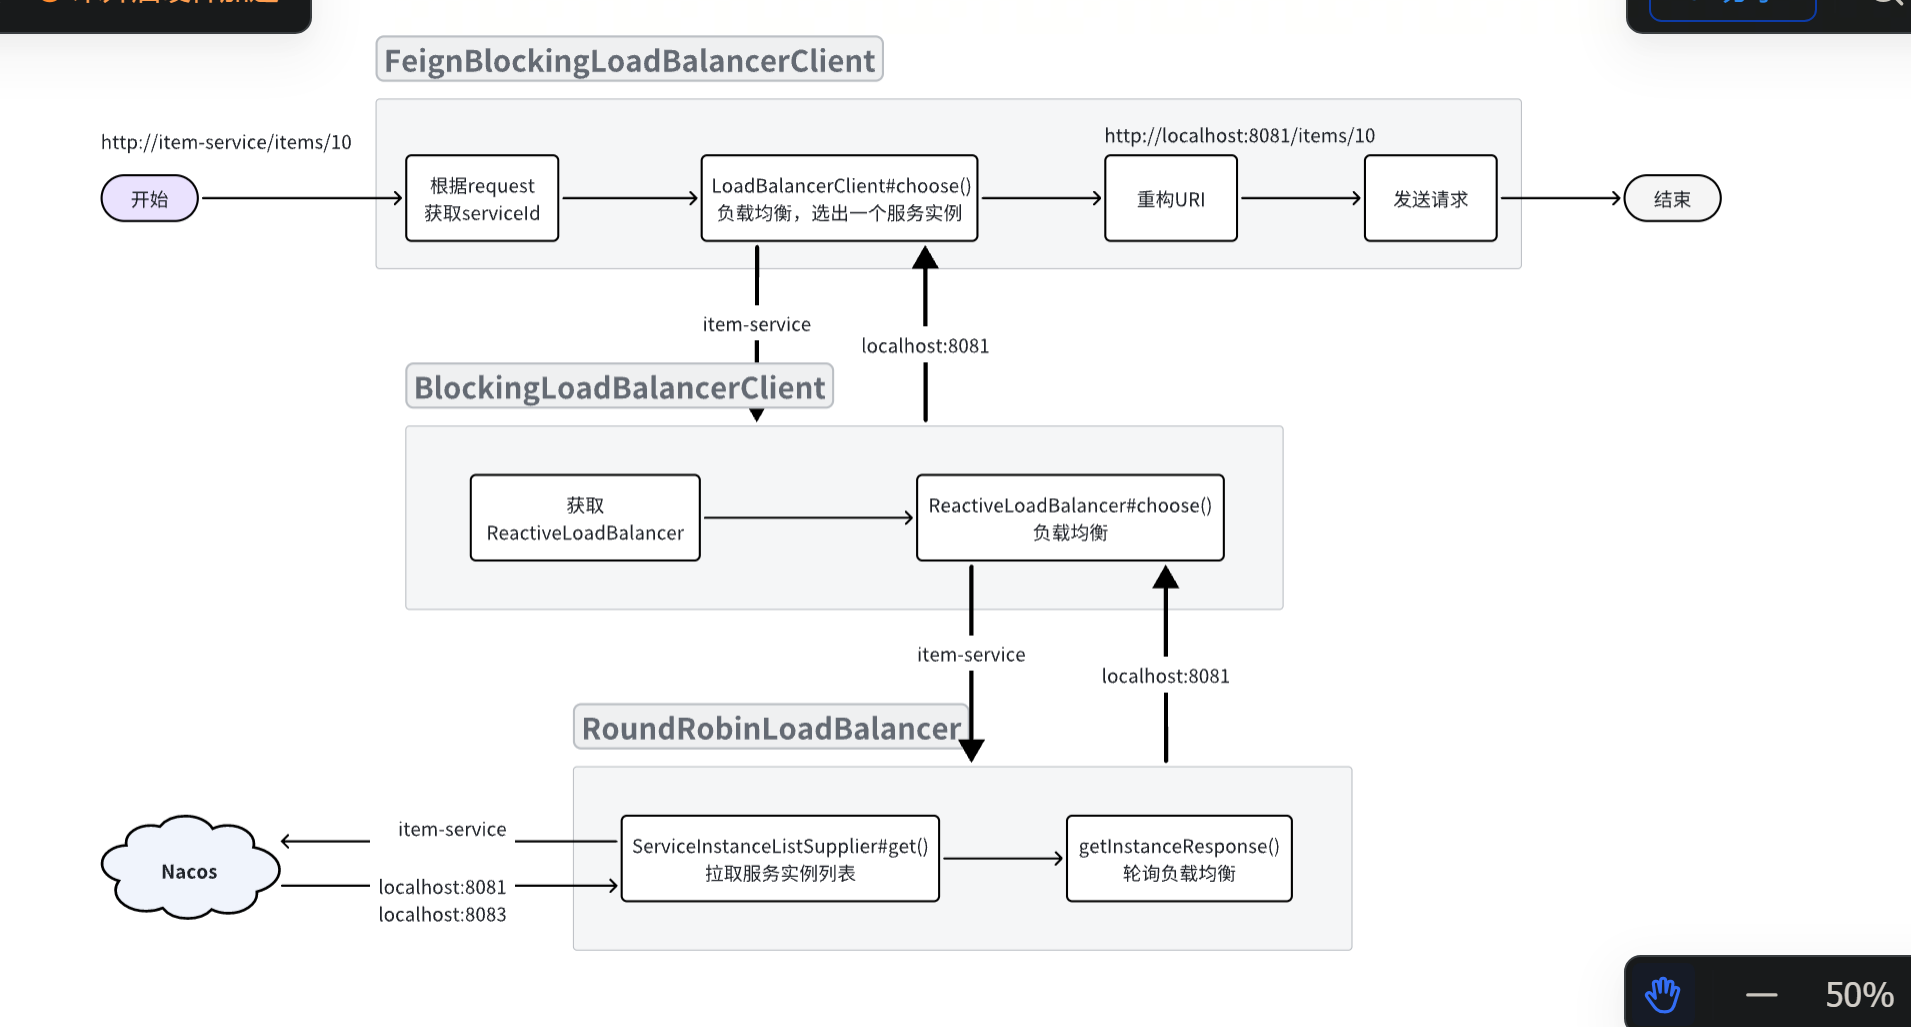 FeignBlockingLoadBalancerClient
http://item-service/items/10
http://localhost:8081/items/10
开始
根据request
获取serviceId
LoadBalancerClient#choose()
负载均衡，选出一个服务实例
重构URI
发送请求
结束
item-service
localhost:8081
BlockingLoadBalancerClient
获取
ReactiveLoadBalancer
ReactiveLoadBalancer#choose()
负载均衡
item-service
localhost:8081
RoundRobinLoadBalancer
item-service
Nacos
localhost:8081
localhost:8083
ServiceInstanceListSupplier#get()
拉取服务实例列表
getInstanceResponse()
轮询负载均衡
50%